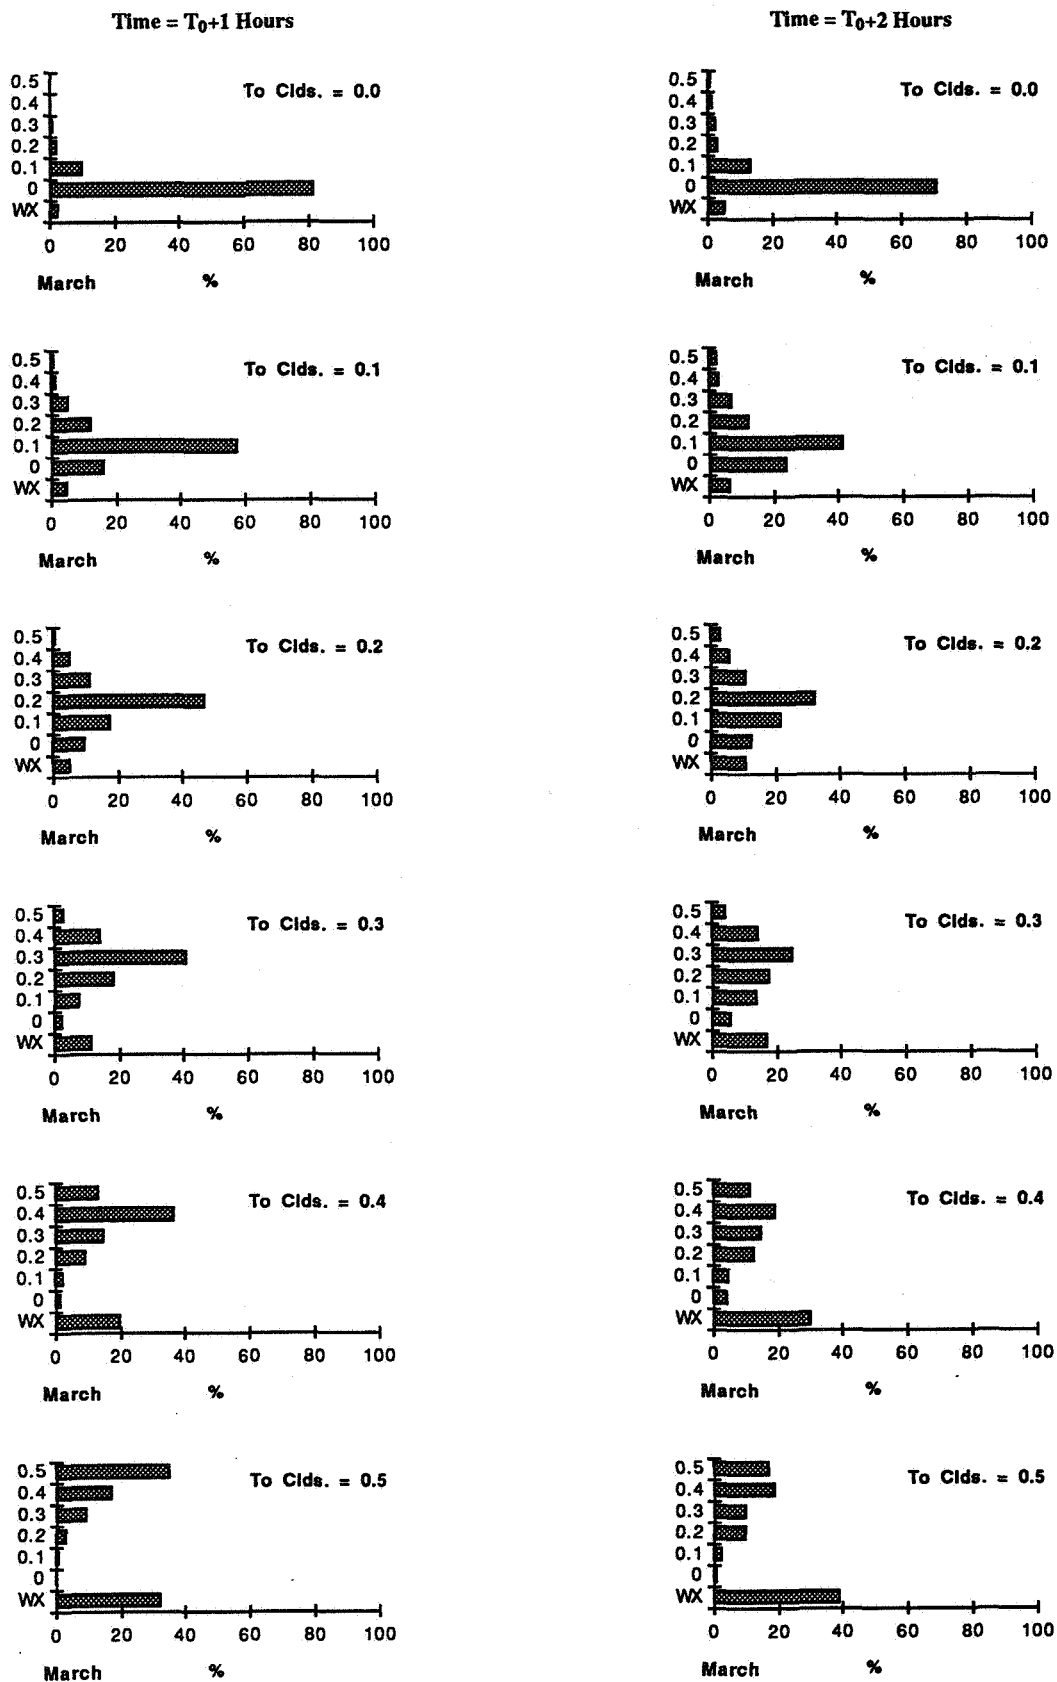 Time = T0+1 Hours
Time = T0+2 Hours
To Clds. = 0.0
0.5
0.4
0.3
0.2
0.1
0
WX
0 20 40 60 80 100
March %
To Clds. = 0.0
0.5
0.4
0.3
0.2
0.1
0
WX
0 20 40 60 80 100
March %
To Clds. = 0.1
0.5
0.4
0.3
0.2
0.1
0
WX
0 20 40 60 80 100
March %
To Clds. = 0.1
0.5
0.4
0.3
0.2
0.1
0
WX
0 20 40 60 80 100
March %
To Clds. = 0.2
0.5
0.4
0.3
0.2
0.1
0
WX
0 20 40 60 80 100
March %
To Clds. = 0.2
0.5
0.4
0.3
0.2
0.1
0
WX
0 20 40 60 80 100
March %
To Clds. = 0.3
0.5
0.4
0.3
0.2
0.1
0
WX
0 20 40 60 80 100
March %
To Clds. = 0.3
0.5
0.4
0.3
0.2
0.1
0
WX
0 20 40 60 80 100
March %
To Clds. = 0.4
0.5
0.4
0.3
0.2
0.1
0
WX
0 20 40 60 80 100
March %
To Clds. = 0.4
0.5
0.4
0.3
0.2
0.1
0
WX
0 20 40 60 80 100
March %
To Clds. = 0.5
0.5
0.4
0.3
0.2
0.1
0
WX
0 20 40 60 80 100
March %
To Clds. = 0.5
0.5
0.4
0.3
0.2
0.1
0
WX
0 20 40 60 80 100
March %